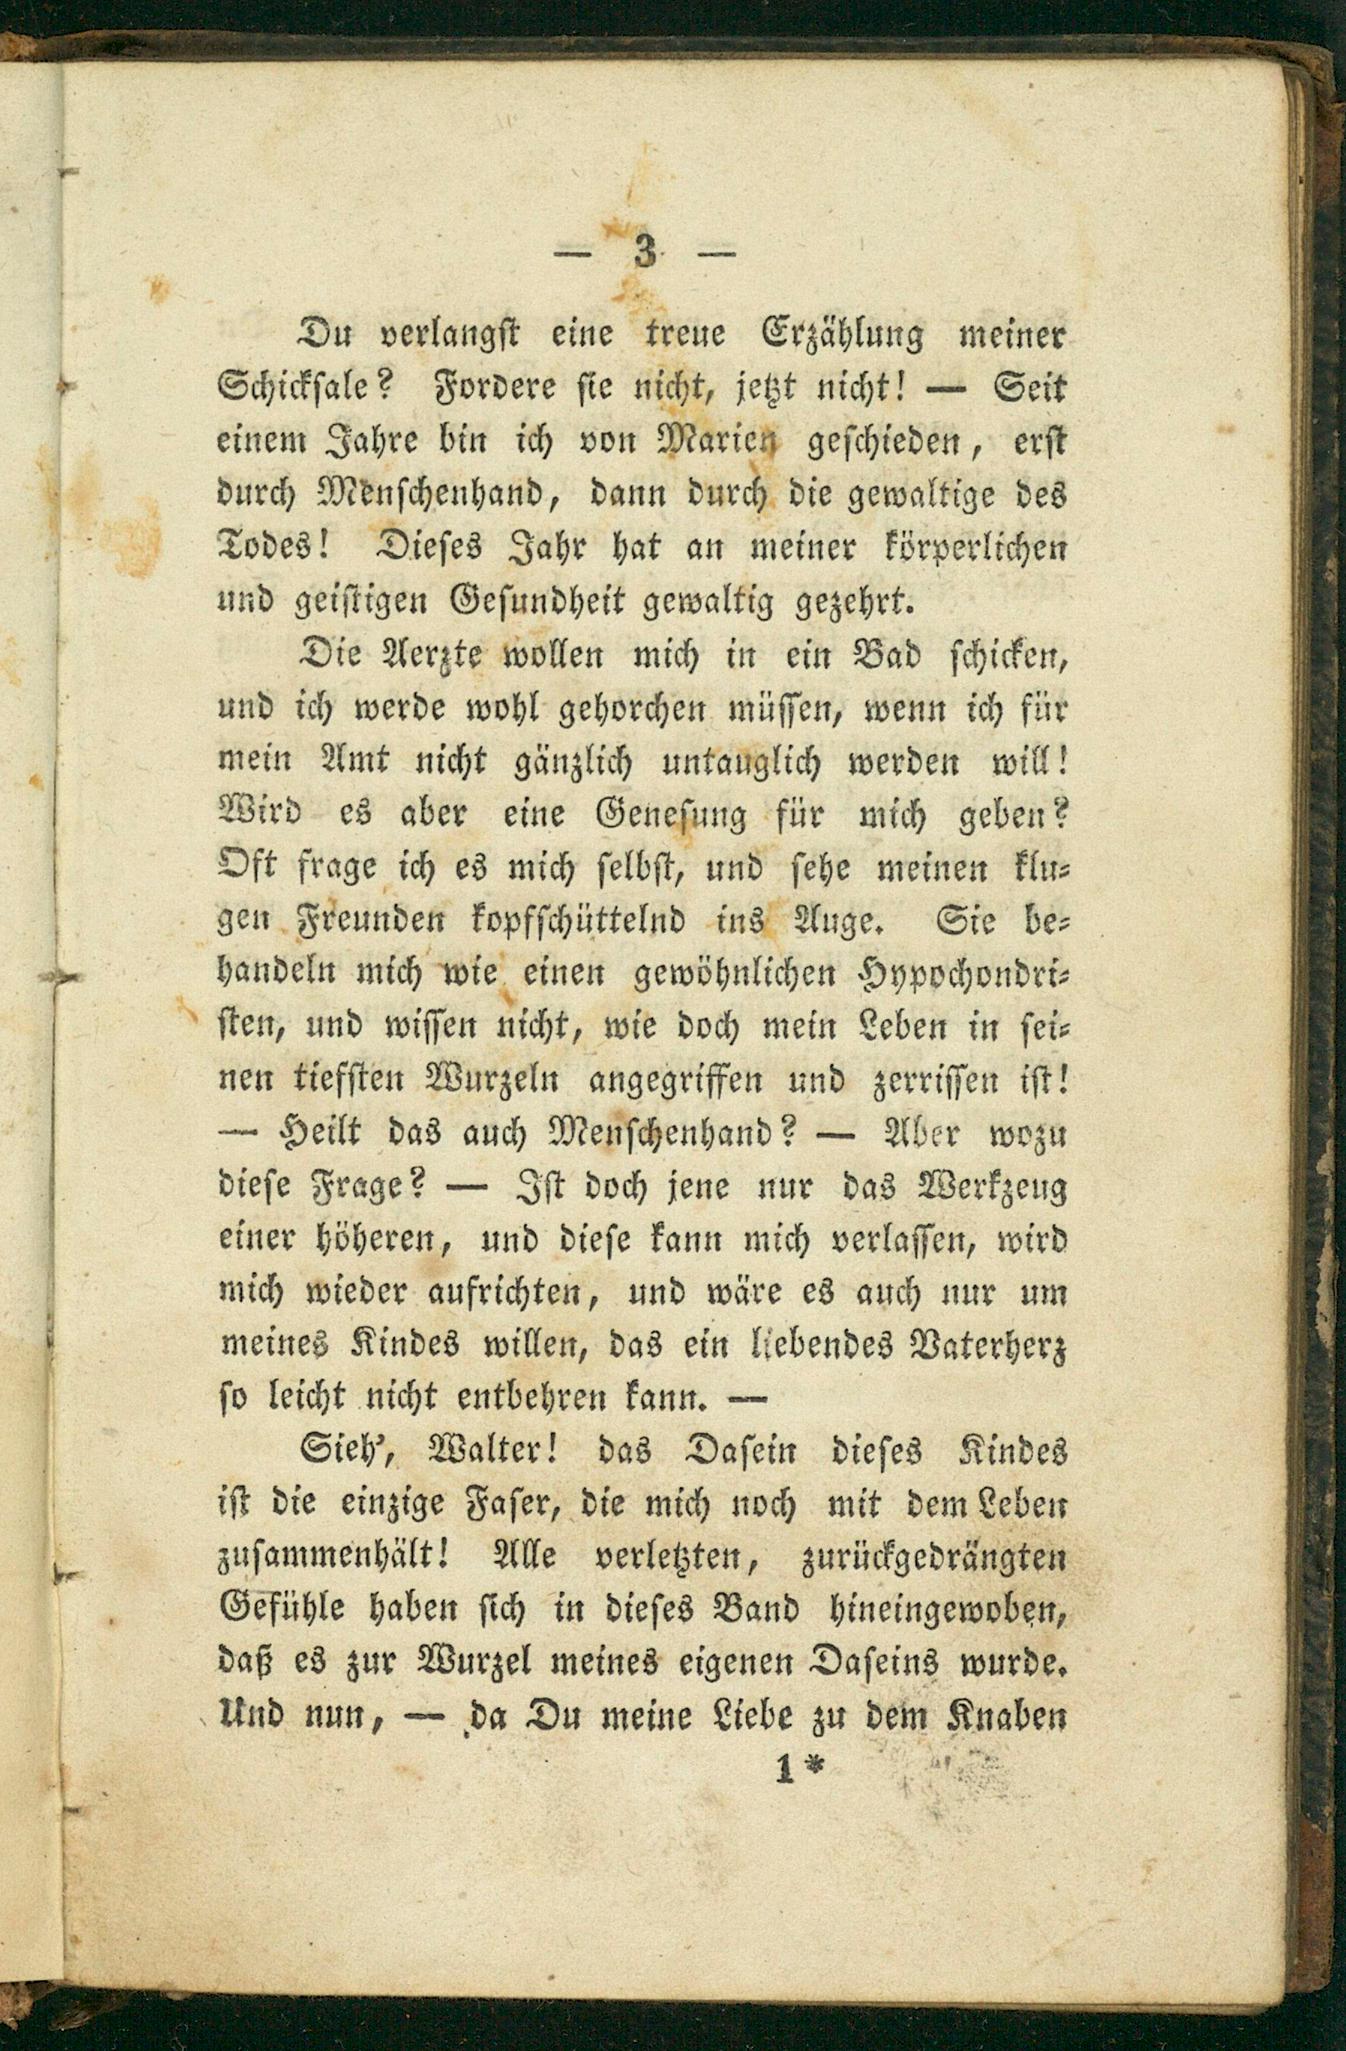 — 3 —
Du verlangst eine treue Erzählung meiner
Schicksale? Fordere sie nicht, jetzt nicht! — Seit
einem Jahre bin ich von Marien geschieden, erst
durch Menschenhand, dann durch die gewaltige des
Todes! Dieses Jahr hat an meiner körperlichen
und geistigen Gesundheit gewaltig gezehrt.
Die Aerzte wollen mich in ein Bad schicken,
und ich werde wohl gehorchen müssen, wenn ich für
mein Amt nicht gänzlich untauglich werden will!
Wird es aber eine Genesung für mich geben?
Oft frage ich es mich selbst, und sehe meinen klu-
gen Freunden kopfschüttelnd ins Auge. Sie be-
handeln mich wie einen gewöhnlichen Hypochondri-
sten, und wissen nicht, wie doch mein Leben in sei-
nen tiefsten Wurzeln angegriffen und zerrissen ist!
— Heilt das auch Menschenhand? — Aber wozu
diese Frage? — Ist doch jene nur das Werkzeug
einer höheren, und diese kann mich verlassen, wird
mich wieder aufrichten, und wäre es auch nur um
meines Kindes willen, das ein liebendes Vaterherz
so leicht nicht entbehren kann. —
Sieh', Walter! das Dasein dieses Kindes
ist die einzige Faser, die mich noch mit dem Leben
zusammenhält! Alle verletzten, zurückgedrängten
Gefühle haben sich in dieses Band hineingewoben,
daß es zur Wurzel meines eigenen Daseins wurde.
Und nun, — da Du meine Liebe zu dem Knaben
1*